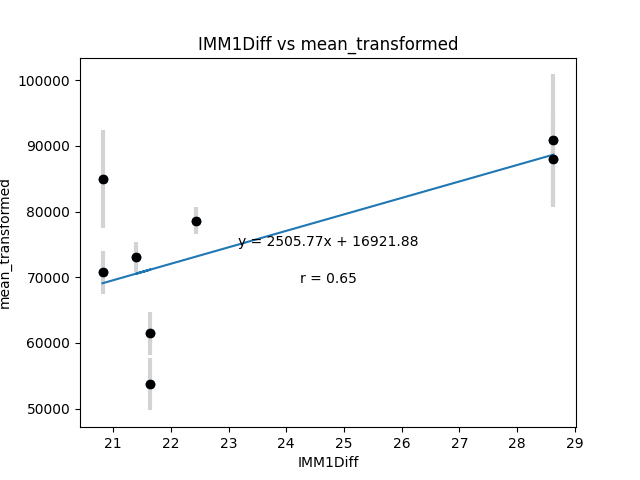 IMM1Diff vs mean_transformed
100000
90000
80000
70000
60000
50000
mean_transformed
y = 2505.77x + 16921.88
r = 0.65
21 22 23 24 25 26 27 28 29
IMM1Diff